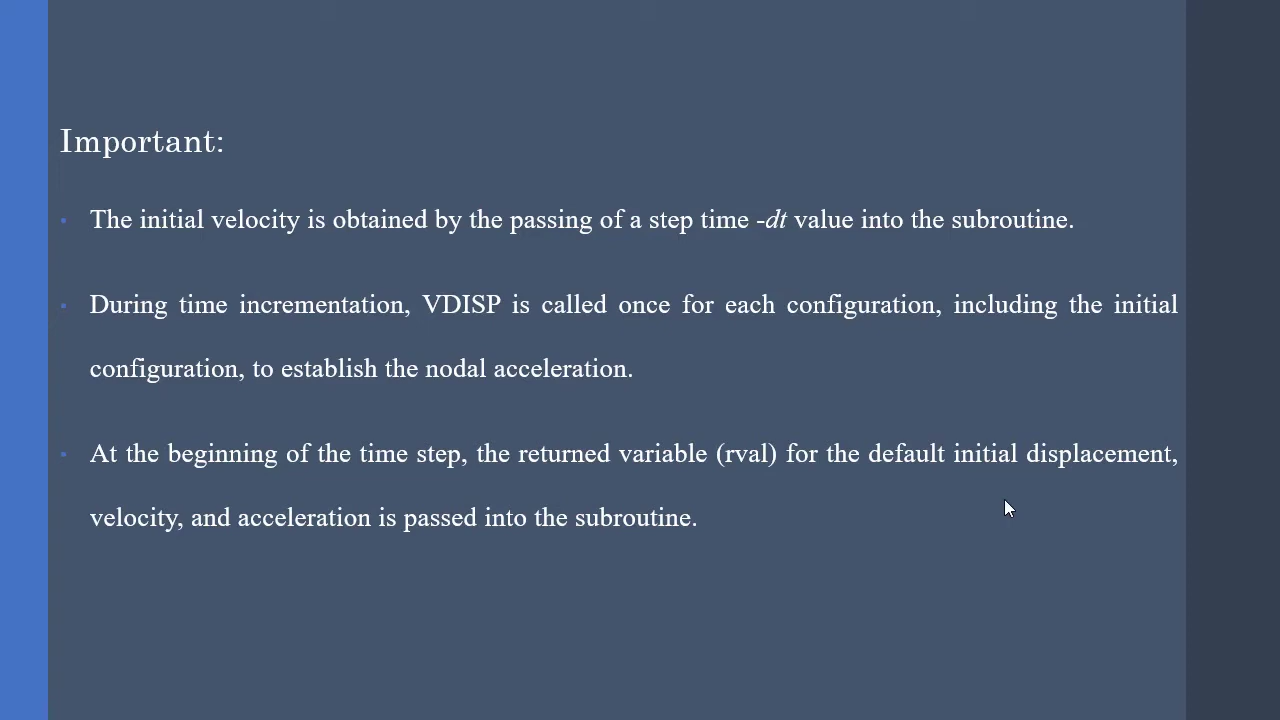 Important:
The initial velocity is obtained by the passing of a step time -dt value into the subroutine.
During time incrementation, VDISP is called once for each configuration, including the initial
configuration, to establish the nodal acceleration.
At the beginning of the time step, the returned variable (rval) for the default initial displacement,
velocity, and acceleration is passed into the subroutine.